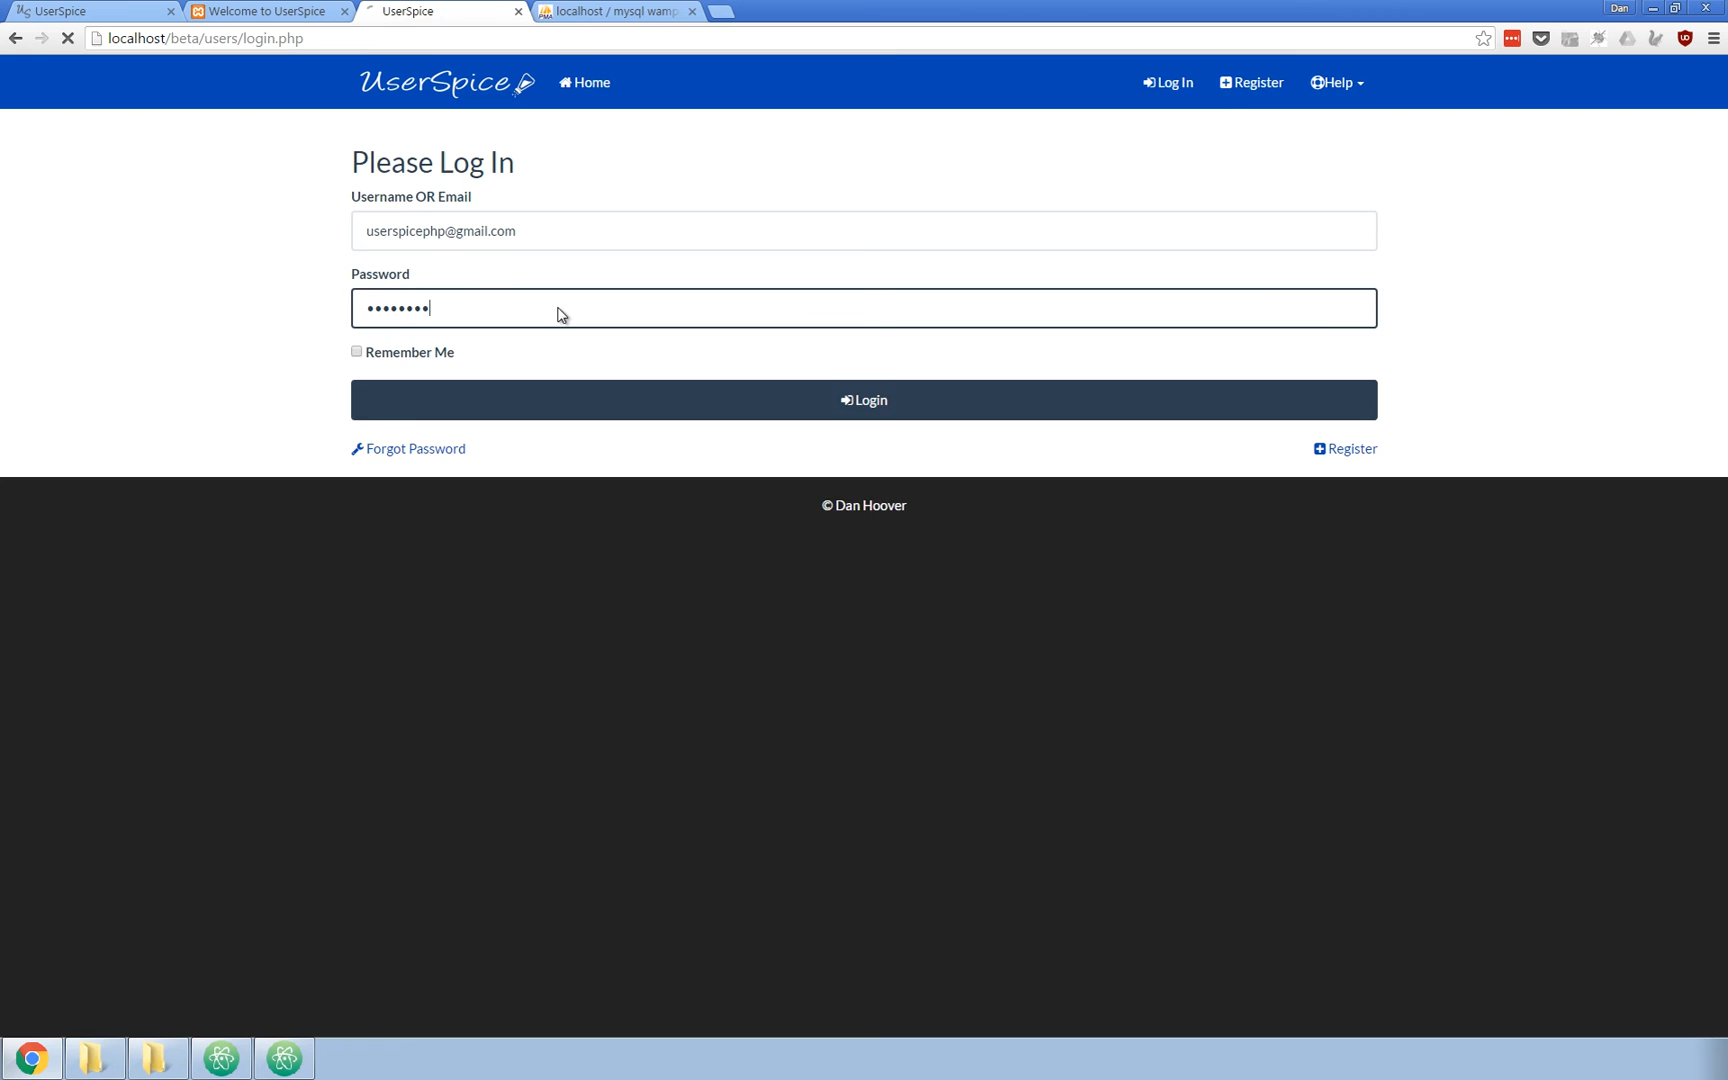 UserSpice
Welcome to UserSpice
UserSpice
localhost / mysql wamp
Dan
localhost/beta/users/login.php
UserSpice
Home
Log In
Register
Help
Please Log In
Username OR Email
userspicephp@gmail.com
Password
••••••••
Remember Me
Login
Forgot Password
Register
© Dan Hoover